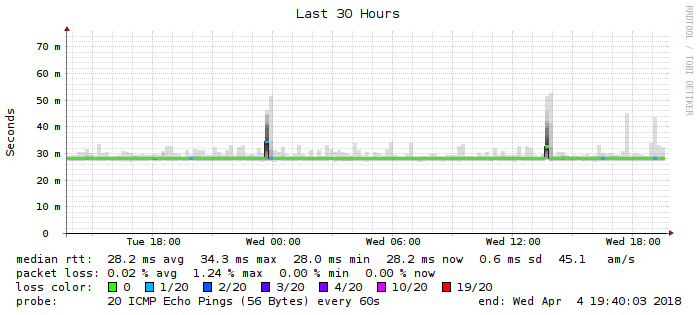 Last 30 Hours
RRDTOOL / TOBI OETIKER
Seconds
70 m
60 m
50 m
40 m
30 m
20 m
10 m
0
Tue 18:00 Wed 00:00 Wed 06:00 Wed 12:00 Wed 18:00
median rtt: 28.2 ms avg 34.3 ms max 28.0 ms min 28.2 ms now 0.6 ms sd 45.1 am/s
packet loss: 0.02 % avg 1.24 % max 0.00 % min 0.00 % now
loss color: 0 1/20 2/20 3/20 4/20 10/20 19/20
probe: 20 ICMP Echo Pings (56 Bytes) every 60s end: Wed Apr 4 19:40:03 2018